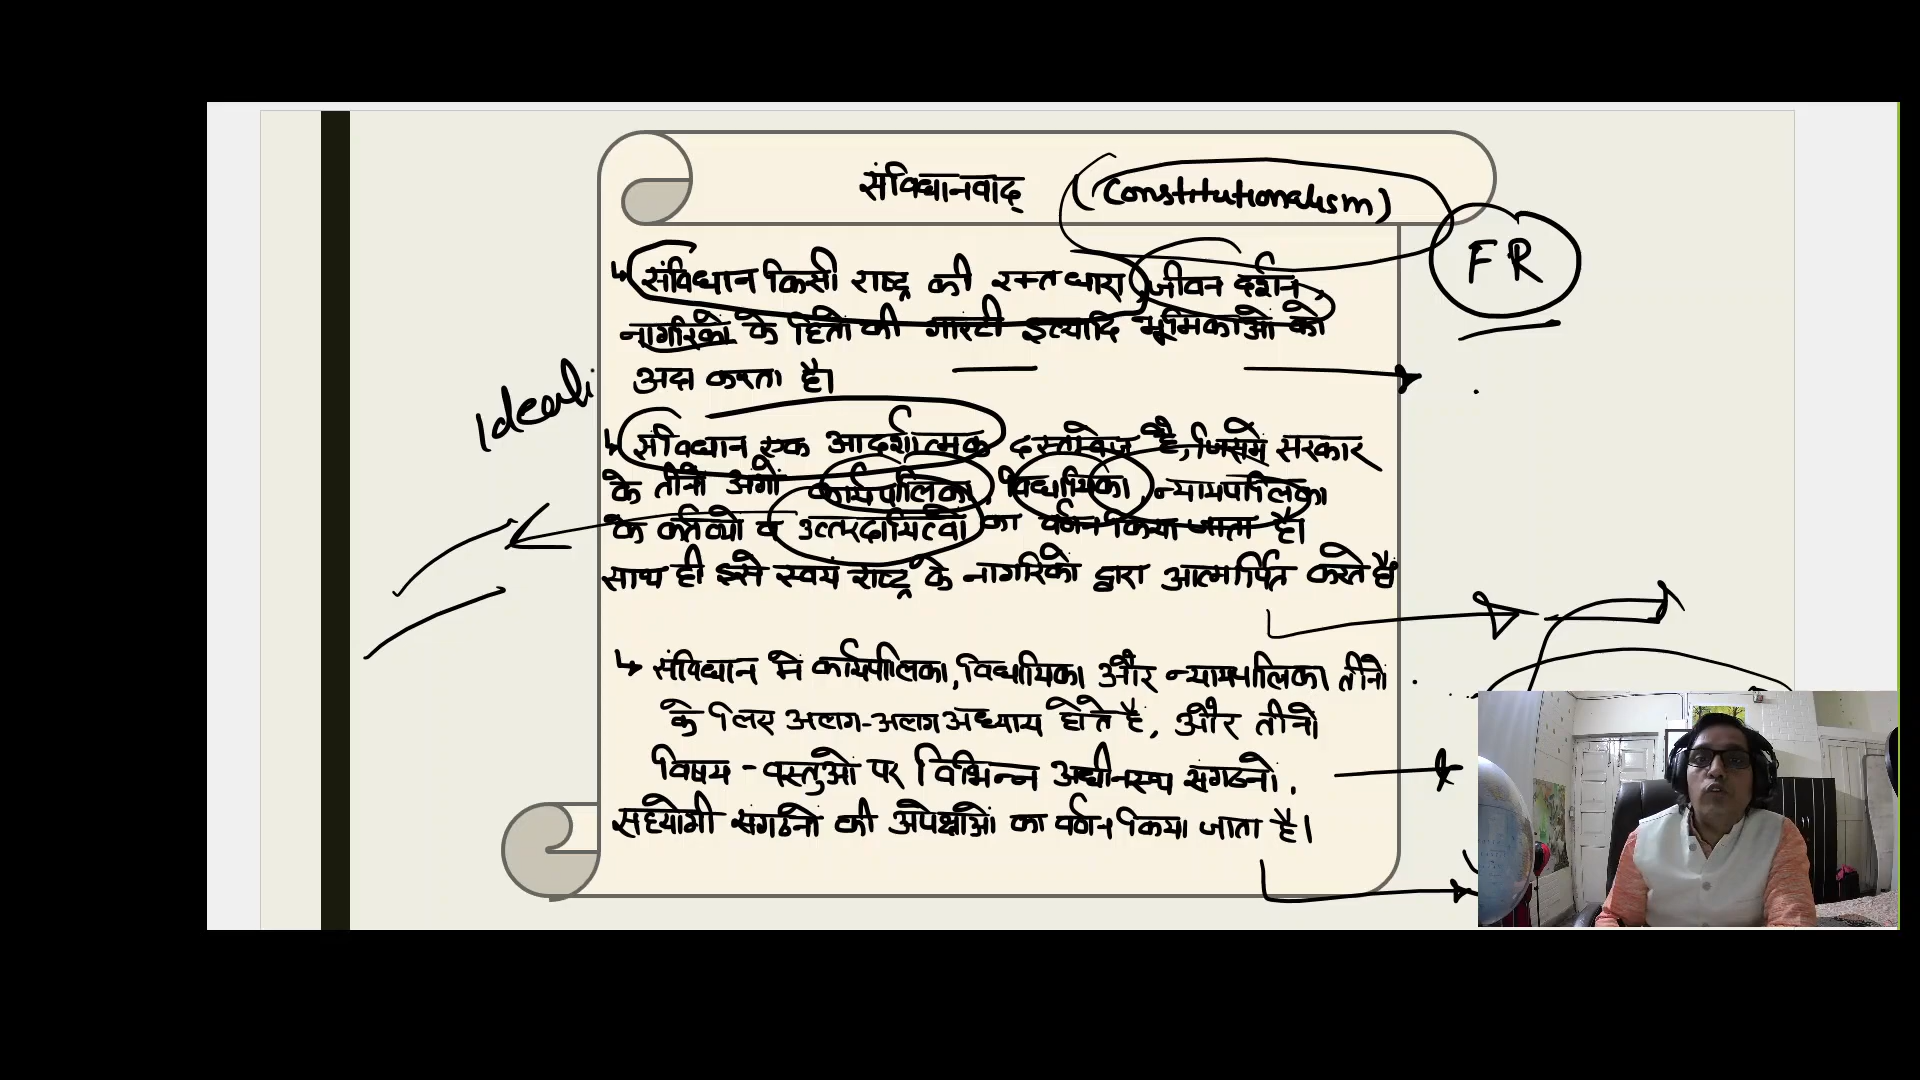 संविधानवाद (Constitutionalism)
FR
↳ संविधान किसी राष्ट्र की रक्तधारा, जीवन दर्शन,
नागरिको के हितो की गारंटी इत्यादि भूमिकाओ को
अदा करता है।
Ideali
↳ संविधान एक आदर्शात्मक दस्तावेज है, जिसमे सरकार
के तीनो अंगो कार्यपालिका, विधायिका, न्यायपालिका
के कर्तव्यो व उत्तरदायित्वो का वर्णन किया जाता है।
साथ ही इसे स्वयं राष्ट्र के नागरिको द्वारा आत्मार्पित करते है
↳ संविधान मे कार्यपालिका, विधायिका और न्यायपालिका तीनो
के लिए अलग-अलग अध्याय होते है, और तीनो
विषय-वस्तुओ पर विभिन्न अधीनस्थ संगठनो,
सहयोगी संगठनो की अपेक्षाओं का वर्णन किया जाता है।